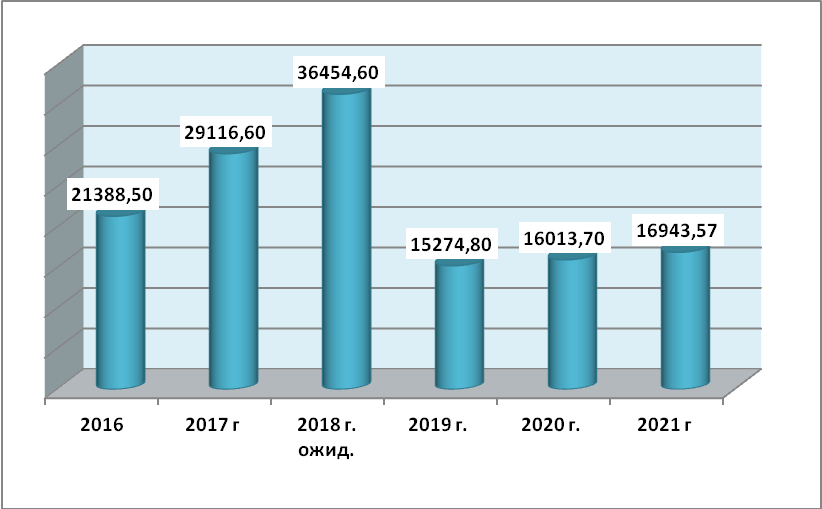 36454,60
29116,60
21388,50
15274,80
16013,70
16943,57
2016
2017 г
2018 г.
ожид.
2019 г.
2020 г.
2021 г